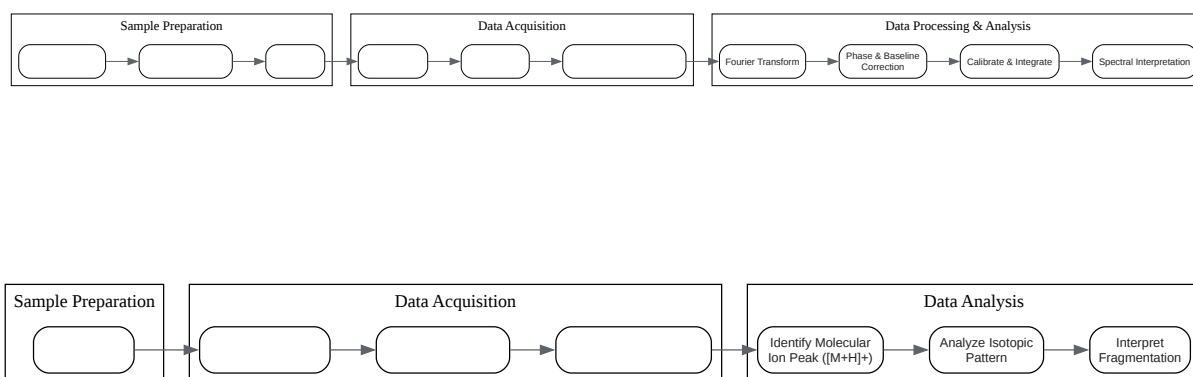 Sample Preparation
Data Acquisition
Data Processing & Analysis
Fourier Transform
Phase & Baseline
Correction
Calibrate & Integrate
Spectral Interpretation
Sample Preparation
Data Acquisition
Data Analysis
Identify Molecular
Ion Peak ([M+H]+)
Analyze Isotopic
Pattern
Interpret
Fragmentation